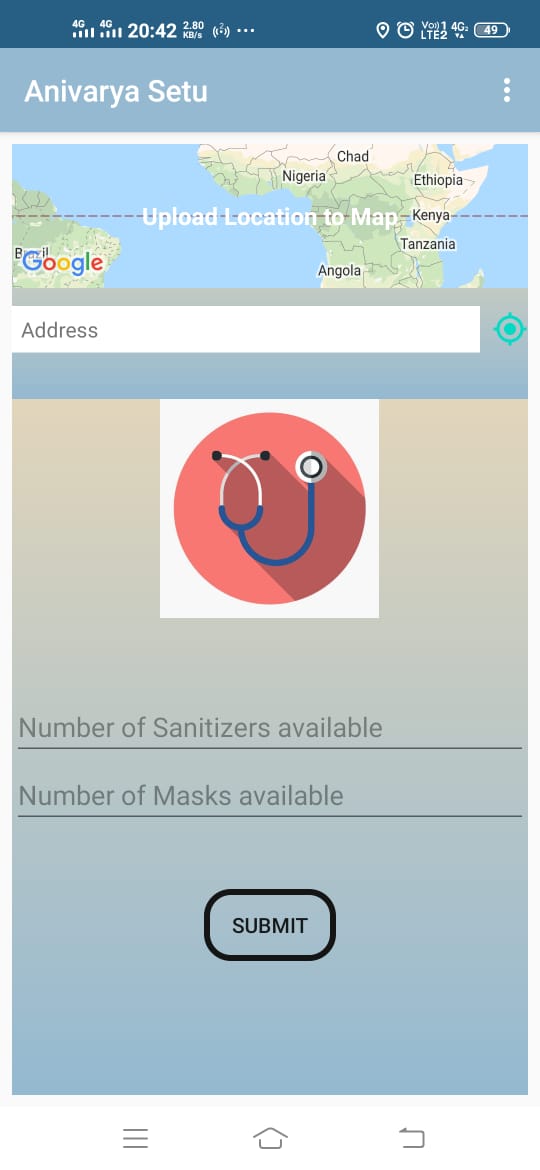 4G 4G 20:42 2.80 KB/s ... Vo)) 1 4G2 LTE2 49
Anivarya Setu
Chad
Nigeria
Ethiopia
Upload Location to Map
Kenya
Tanzania
Brazil
Google
Angola
Address
Number of Sanitizers available
Number of Masks available
SUBMIT